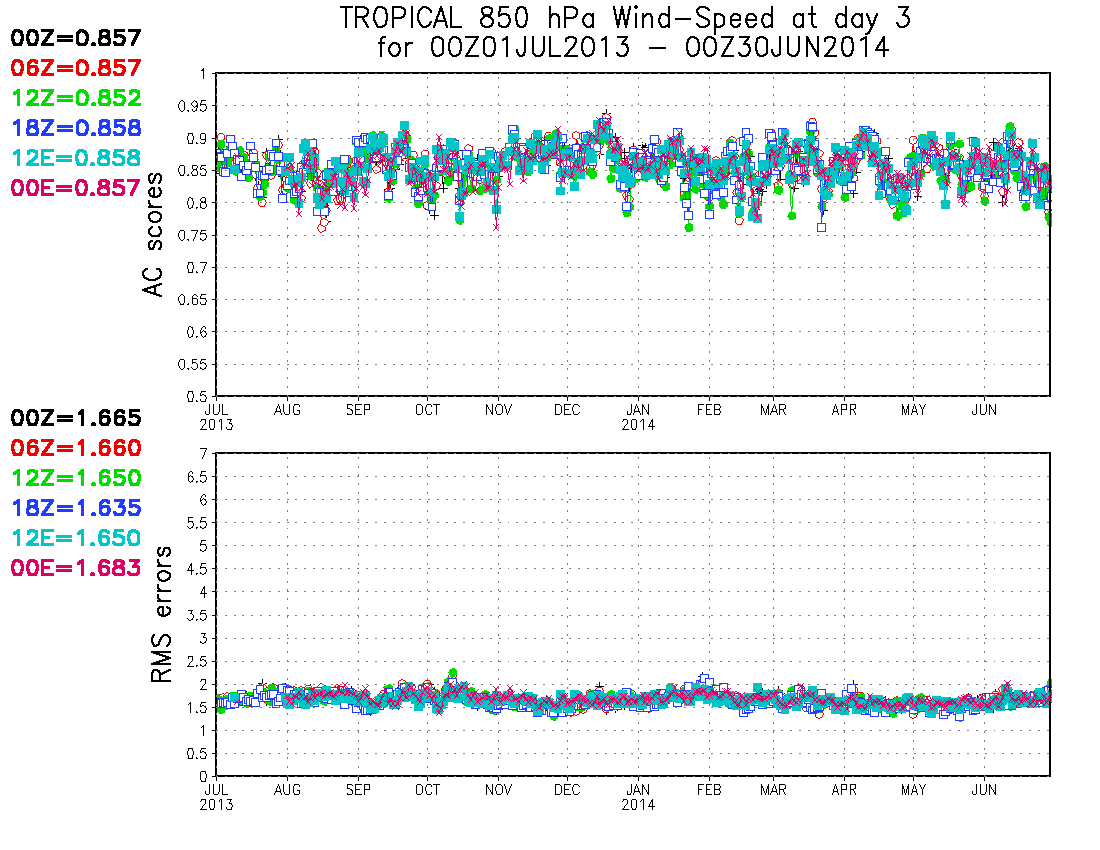 TROPICAL 850 hPa Wind-Speed at day 3
for 00Z01JUL2013 - 00Z30JUN2014
00Z=0.857
06Z=0.857
12Z=0.852
18Z=0.858
12E=0.858
00E=0.857
AC scores
1
0.95
0.9
0.85
0.8
0.75
0.7
0.65
0.6
0.55
0.5
JUL AUG SEP OCT NOV DEC JAN FEB MAR APR MAY JUN
2013 2014
00Z=1.665
06Z=1.660
12Z=1.650
18Z=1.635
12E=1.650
00E=1.683
RMS errors
7
6.5
6
5.5
5
4.5
4
3.5
3
2.5
2
1.5
1
0.5
0
JUL AUG SEP OCT NOV DEC JAN FEB MAR APR MAY JUN
2013 2014